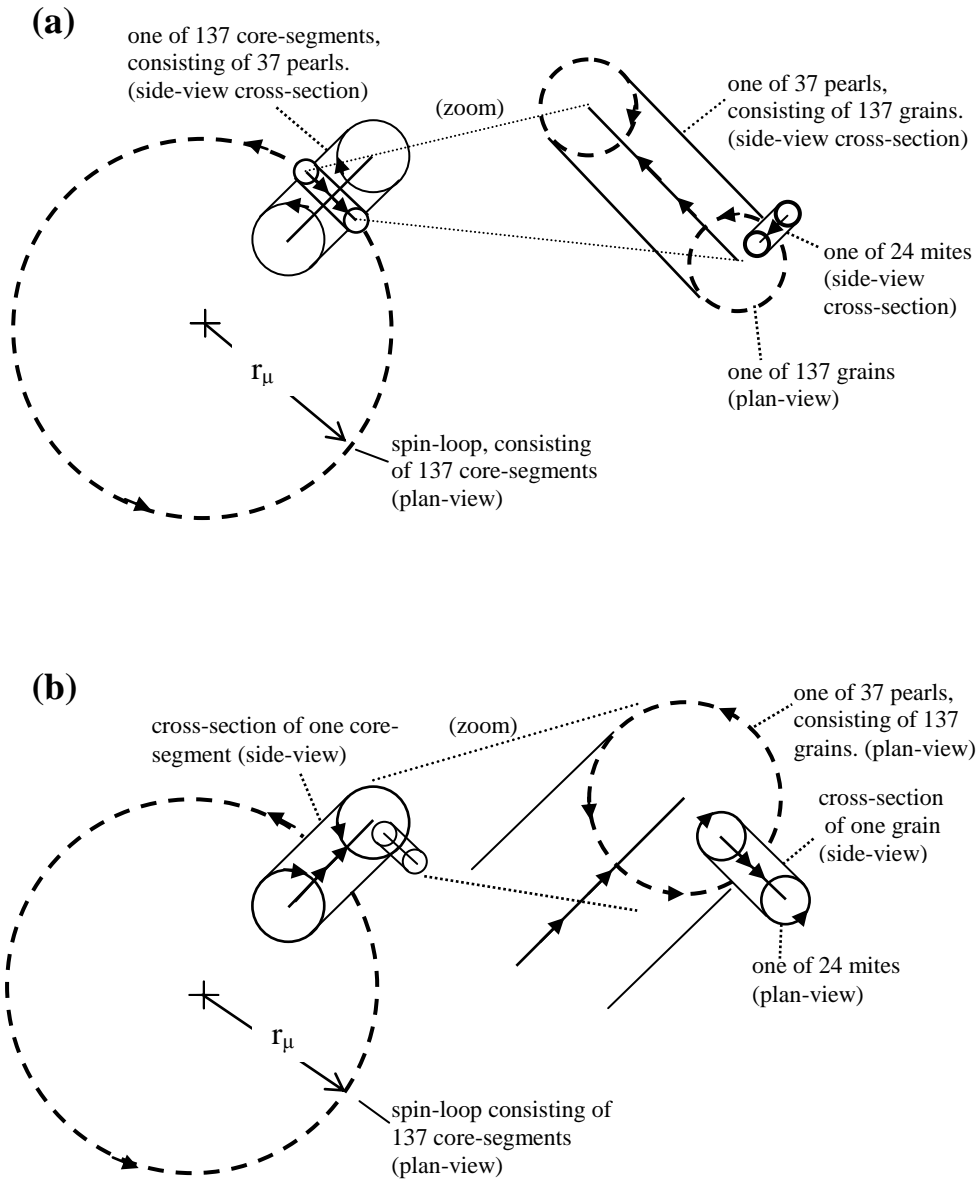 (a)
one of 137 core-segments,
consisting of 37 pearls.
(side-view cross-section)
(zoom)
one of 37 pearls,
consisting of 137 grains.
(side-view cross-section)
one of 24 mites
(side-view
cross-section)
one of 137 grains
(plan-view)
rμ
spin-loop, consisting
of 137 core-segments
(plan-view)
(b)
cross-section of one core-
segment (side-view)
(zoom)
one of 37 pearls,
consisting of 137
grains. (plan-view)
cross-section
of one grain
(side-view)
one of 24 mites
(plan-view)
rμ
spin-loop consisting of
137 core-segments
(plan-view)